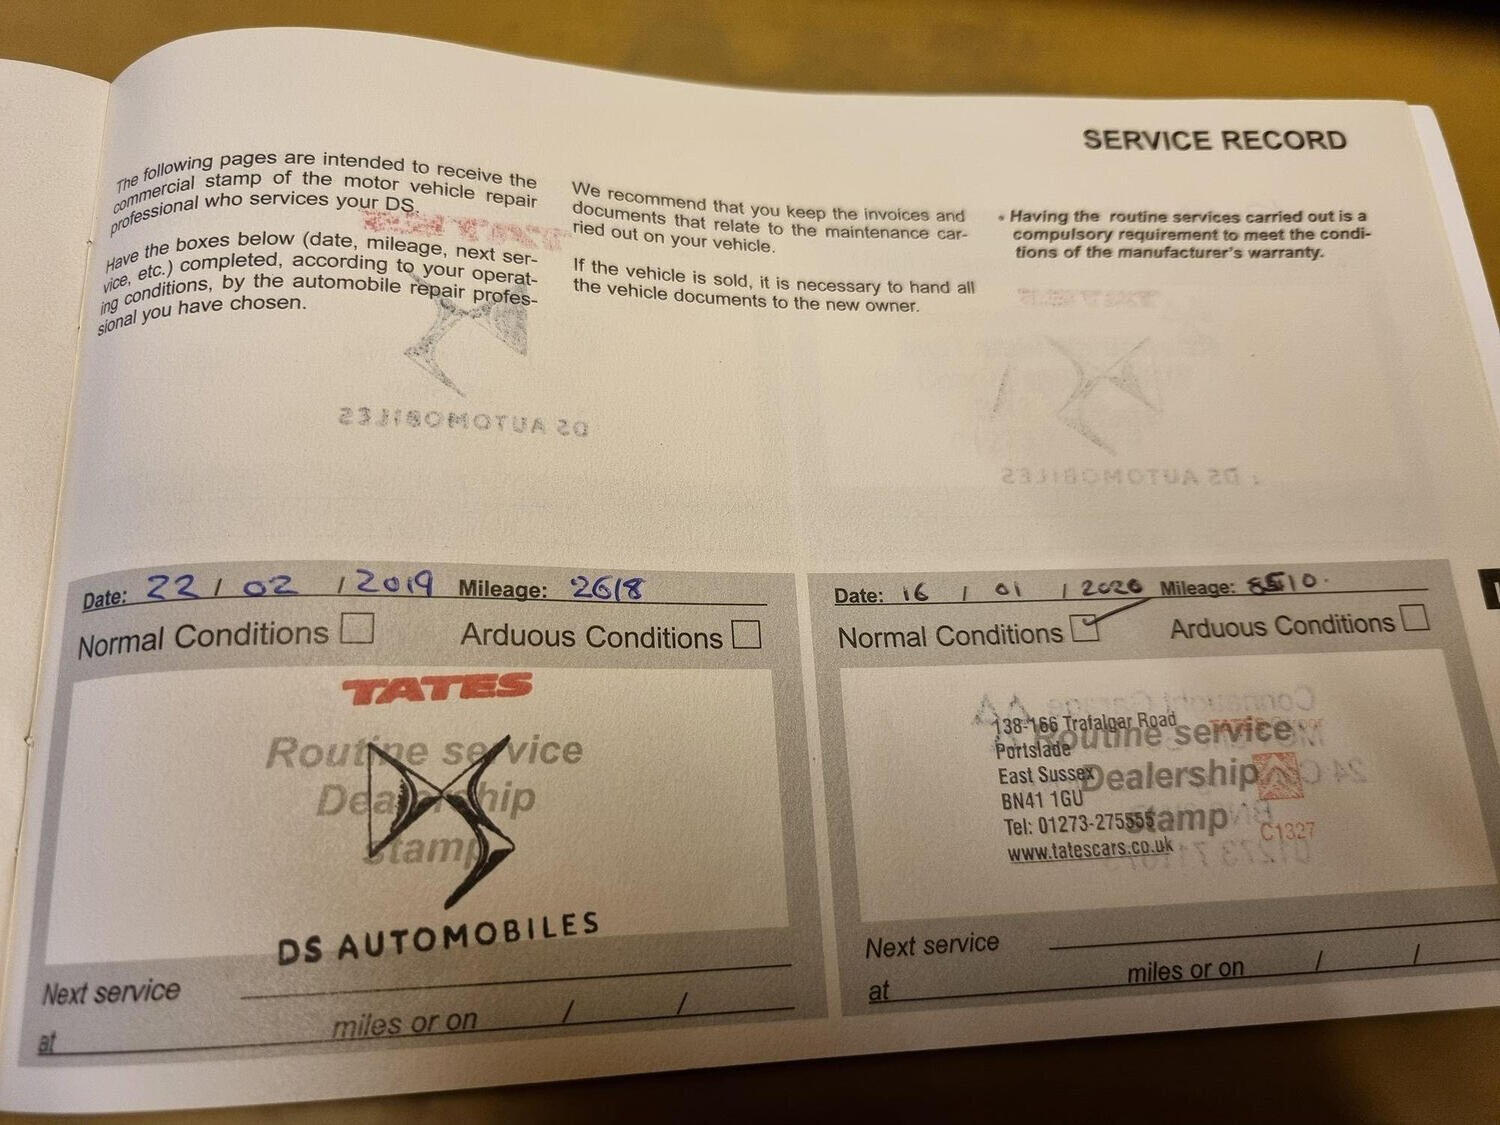 SERVICE RECORD
The following pages are intended to receive the
commercial stamp of the motor vehicle repair
professional who services your DS.
Have the boxes below (date, mileage, next ser-
vice, etc.) completed, according to your operat-
ing conditions, by the automobile repair profes-
sional you have chosen.
We recommend that you keep the invoices and
documents that relate to the maintenance car-
ried out on your vehicle.
If the vehicle is sold, it is necessary to hand all
the vehicle documents to the new owner.
• Having the routine services carried out is a
compulsory requirement to meet the condi-
tions of the manufacturer's warranty.
DS AUTOMOBILES
TATES
DS AUTOMOBILES
Date: 22 / 02 / 2019 Mileage: 2618
Normal Conditions Arduous Conditions
TATES
Routine service
Dealership
stamp
DS AUTOMOBILES
Next service
at miles or on / /
Date: 16 / 01 / 2020 Mileage: 8510
Normal Conditions Arduous Conditions
138-166 Trafalgar Road
Portslade
East Sussex
BN41 1GU
Tel: 01273-275555
www.tatescars.co.uk
Routine service
Dealership
stamp
C1327
Next service
at miles or on / /